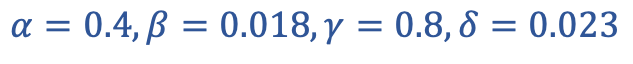 α = 0.4, β = 0.018, γ = 0.8, δ = 0.023